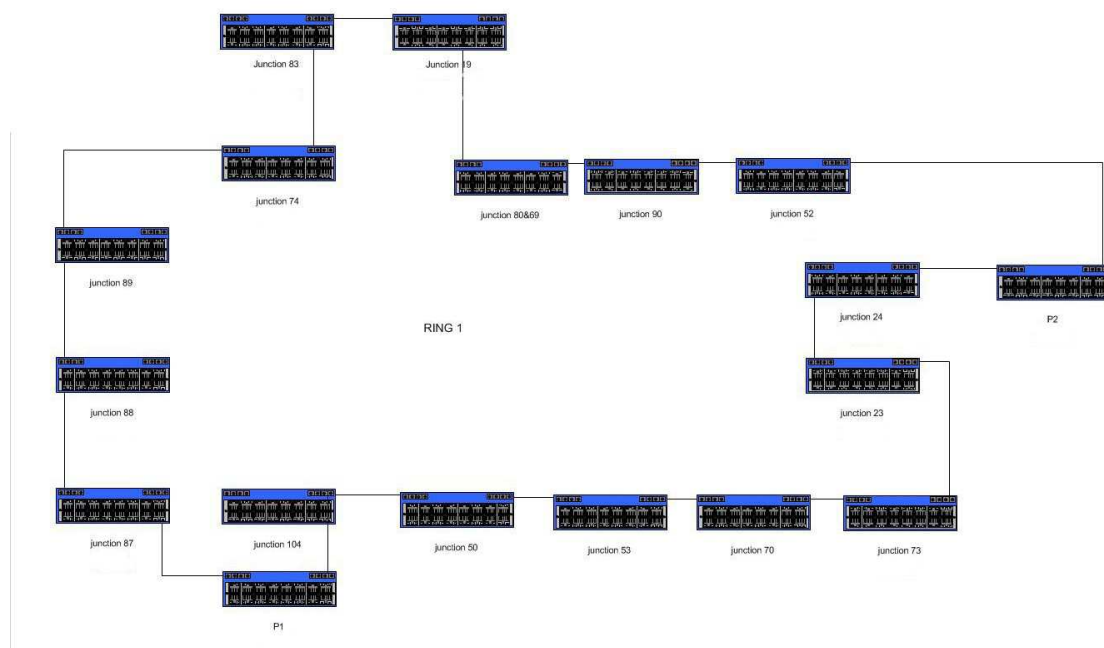 Junction 83
Junction 19
junction 74
junction 80&69
junction 90
junction 52
junction 89
junction 24
P2
RING 1
junction 88
junction 23
junction 87
junction 104
junction 50
junction 53
junction 70
junction 73
P1